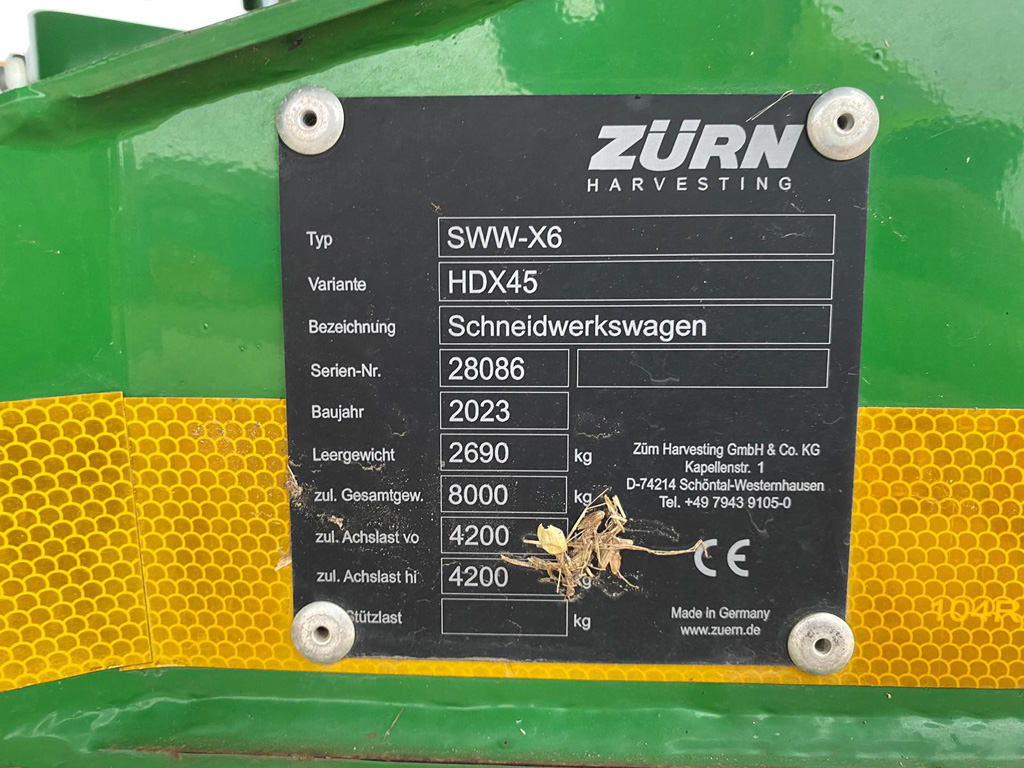 ZÜRN
HARVESTING
Typ SWW-X6
Variante HDX45
Bezeichnung Schneidwerkswagen
Serien-Nr. 28086
Baujahr 2023
Leergewicht 2690 kg
zul. Gesamtgew. 8000 kg
zul. Achslast vo 4200
zul. Achslast hi 4200 kg
Stützlast kg
Zürn Harvesting GmbH & Co. KG
Kapellenstr. 1
D-74214 Schöntal-Westernhausen
Tel. +49 7943 9105-0
CE
Made in Germany
www.zuern.de
104R